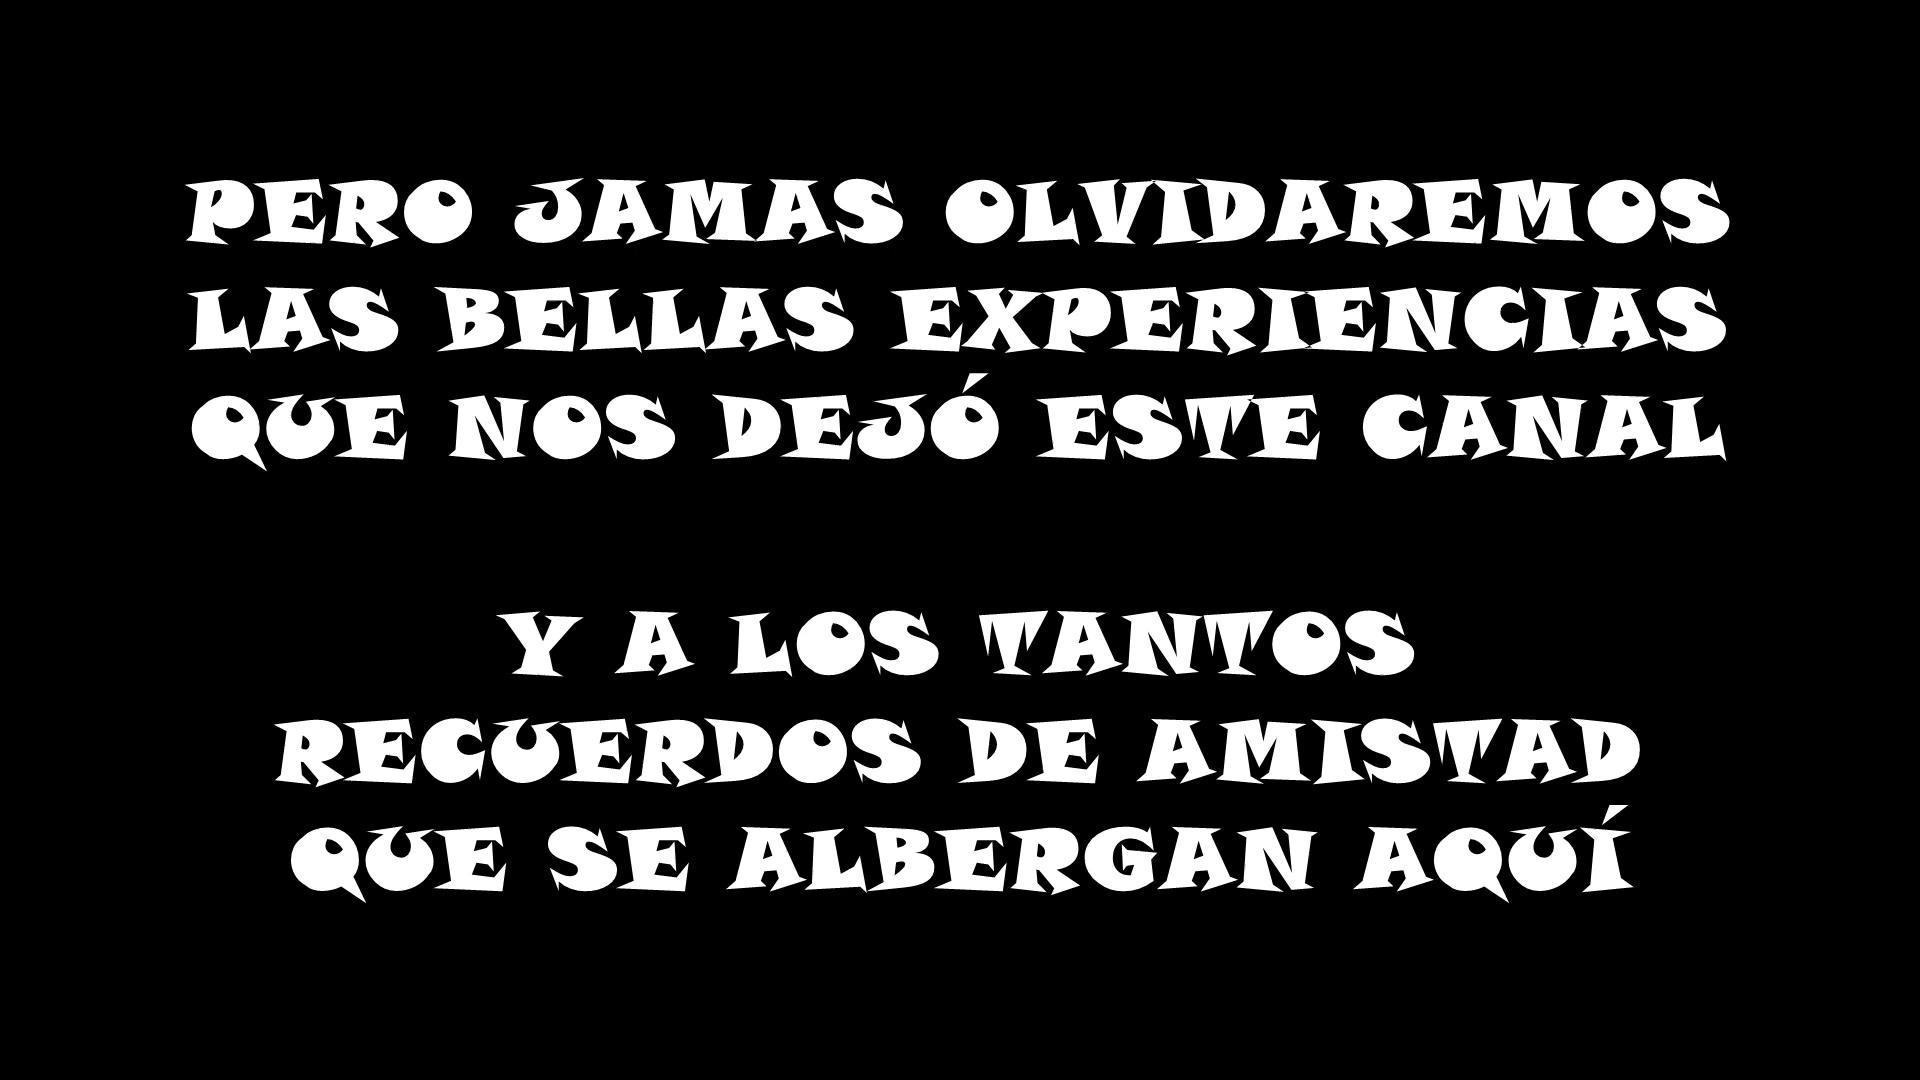 PERO JAMAS OLVIDAREMOS
LAS BELLAS EXPERIENCIAS
QUE NOS DEJÓ ESTE CANAL
Y A LOS TANTOS
RECUERDOS DE AMISTAD
QUE SE ALBERGAN AQUÍ